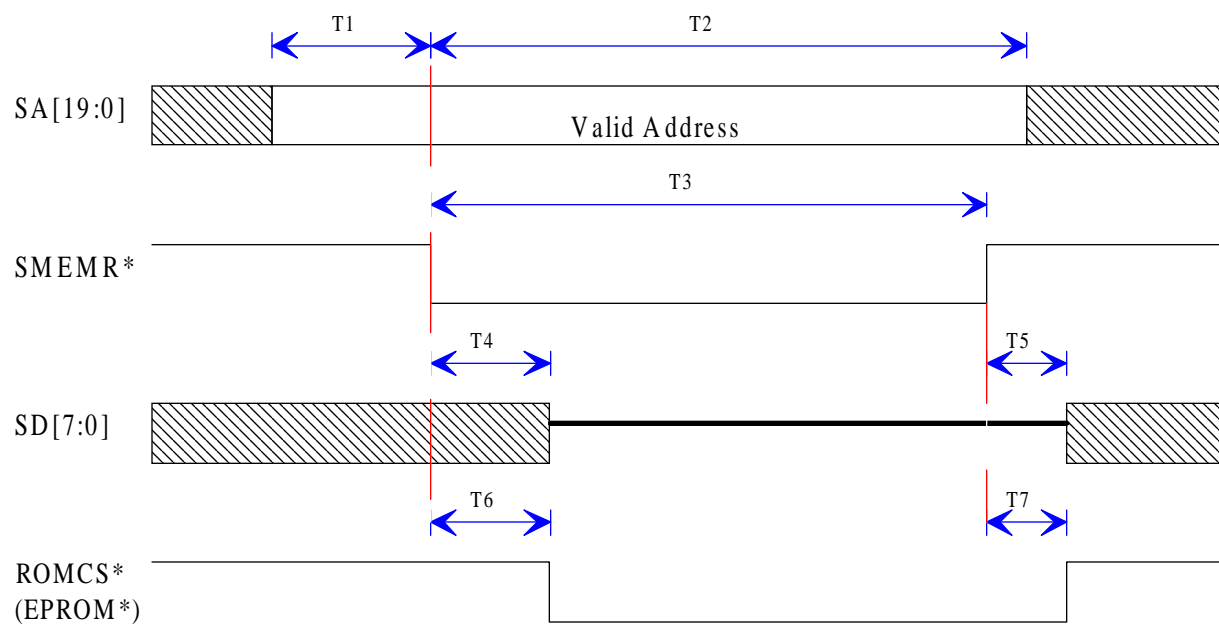 T1
T2
SA[19:0]
Valid Address
T3
SMEMR*
T4
T5
SD[7:0]
T6
T7
ROMCS*
(EPROM*)